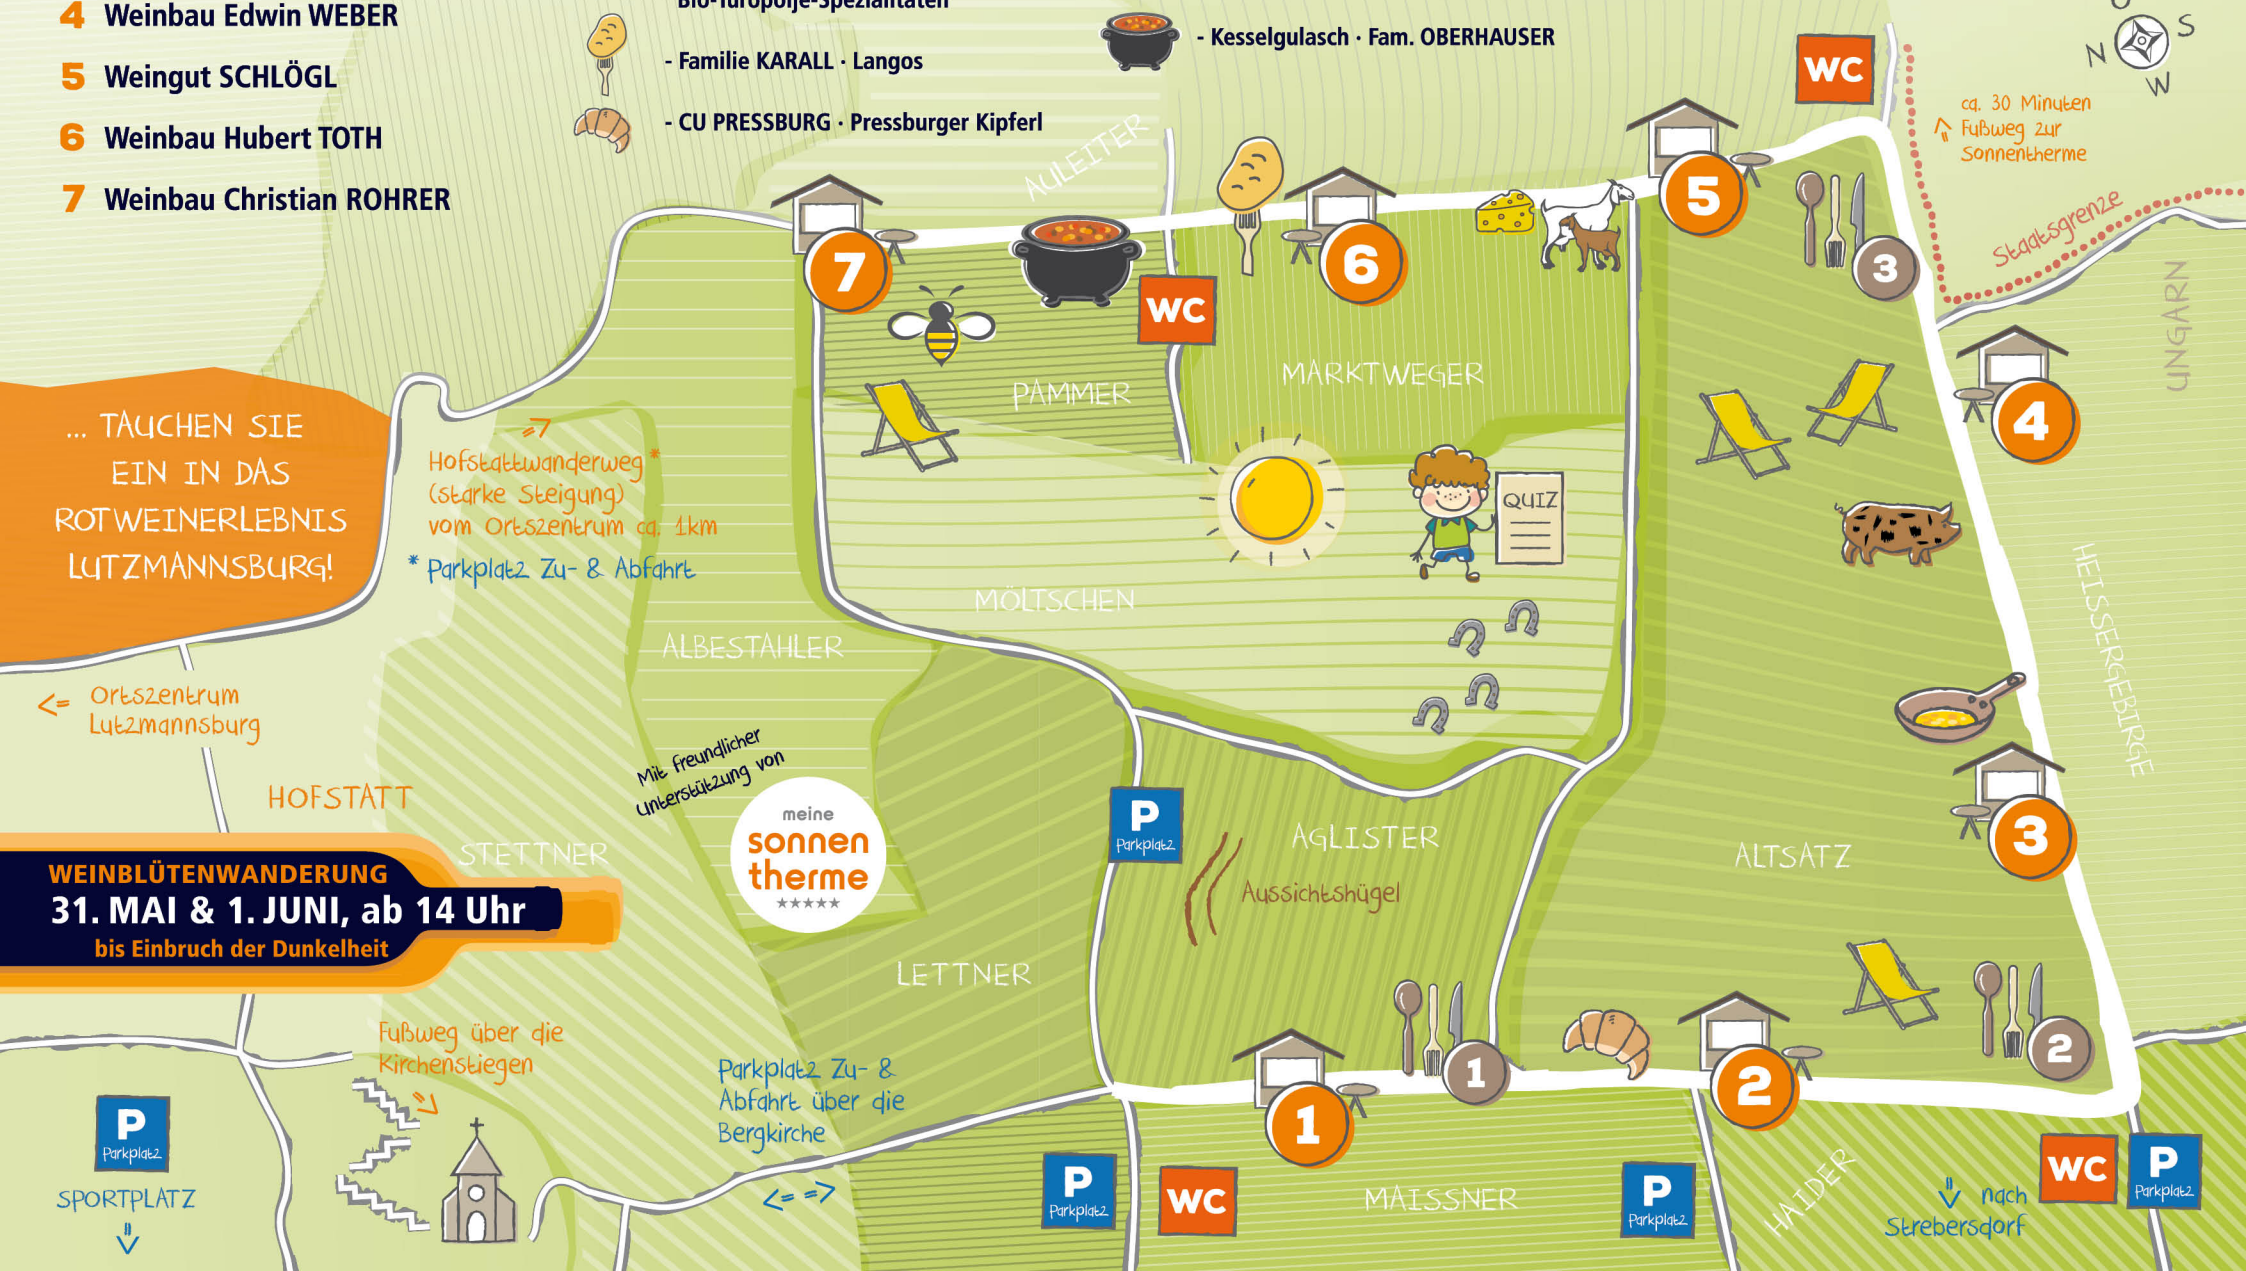 4 Weinbau Edwin WEBER
5 Weingut SCHLÖGL
6 Weinbau Hubert TOTH
7 Weinbau Christian ROHRER
Bio-Turopolje-Spezialitäten
- Familie KARALL · Langos
- CU PRESSBURG · Pressburger Kipferl
- Kesselgulasch · Fam. OBERHAUSER
O
S
N
W
WC
ca. 30 Minuten
Fußweg zur
Sonnentherme
Staatsgrenze
UNGARN
AULEITER
5
3
7
6
WC
PAMMER
MARKTWEGER
4
... TAUCHEN SIE
EIN IN DAS
ROTWEINERLEBNIS
LUTZMANNSBURG!
Hofstattwanderweg *
(starke Steigung)
vom Ortszentrum ca. 1km
* Parkplatz Zu- & Abfahrt
QUIZ
MÖLTSCHEN
ALBESTAHLER
HEISSERGEBIRGE
Ortszentrum
Lutzmannsburg
HOFSTATT
STETTNER
Mit freundlicher
Unterstützung von
meine
sonnen
therme
WEINBLÜTENWANDERUNG
31. MAI & 1. JUNI, ab 14 Uhr
bis Einbruch der Dunkelheit
P
Parkplatz
AGLISTER
Aussichtshügel
ALTSATZ
3
LETTNER
Fußweg über die
Kirchenstiegen
Parkplatz Zu- &
Abfahrt über die
Bergkirche
1
1
2
2
P
Parkplatz
SPORTPLATZ
P
Parkplatz
WC
MAISSNER
P
Parkplatz
HAIDER
nach
Strebersdorf
WC
P
Parkplatz